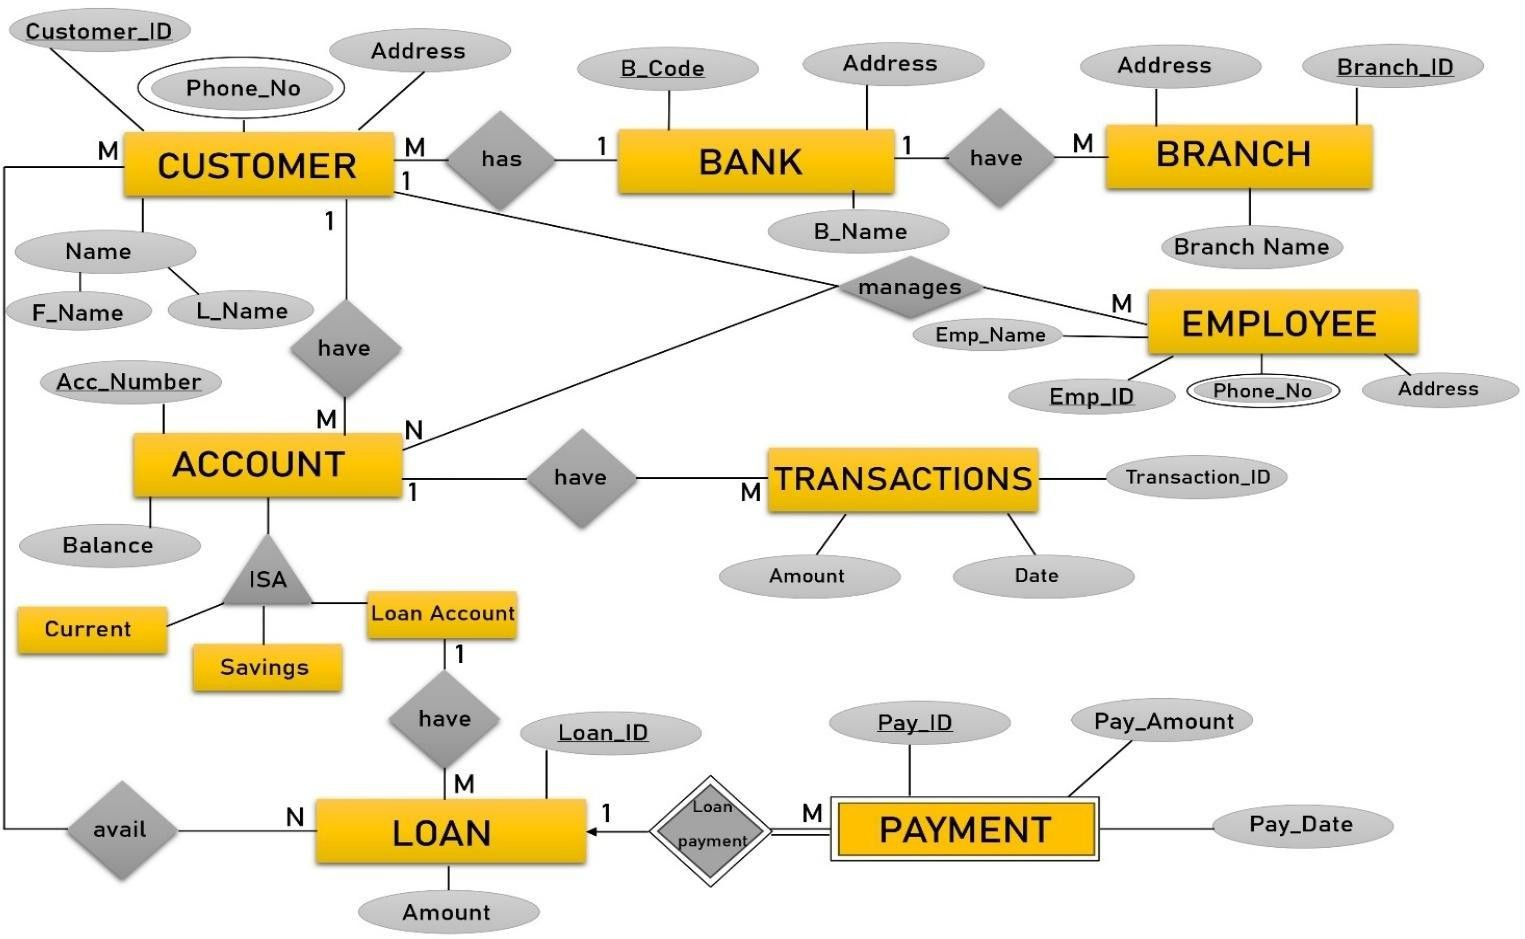 Customer_ID
Phone_No
Address
B_Code
Address
Address
Branch_ID
M
CUSTOMER
M
has
1
BANK
1
have
M
BRANCH
1
1
Name
B_Name
Branch Name
F_Name
L_Name
manages
M
EMPLOYEE
Emp_Name
have
Acc_Number
Emp_ID
Phone_No
Address
M
N
ACCOUNT
1
have
M
TRANSACTIONS
Transaction_ID
Balance
Amount
Date
ISA
Current
Savings
Loan Account
1
have
Loan_ID
Pay_ID
Pay_Amount
M
avail
N
LOAN
1
Loan
payment
M
PAYMENT
Pay_Date
Amount